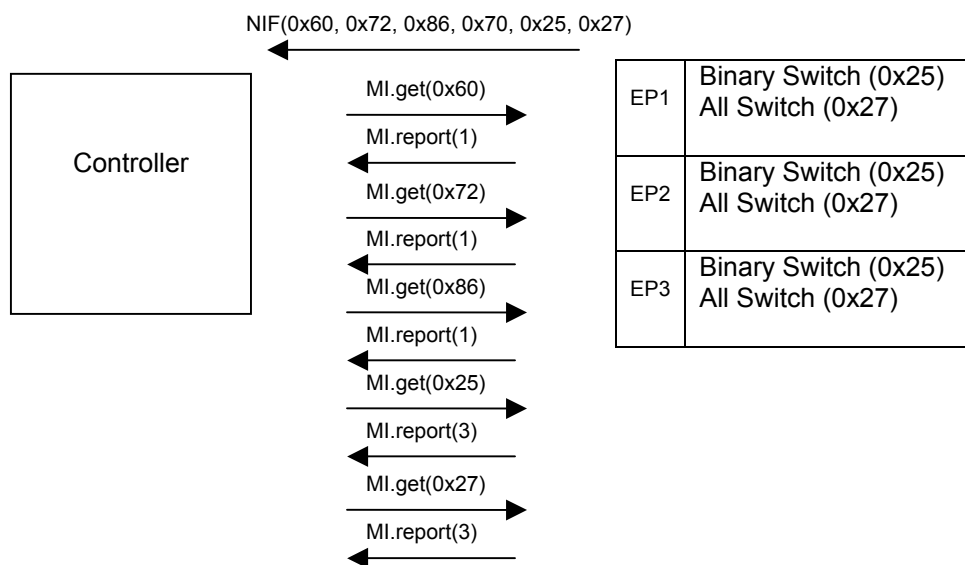 NIF(0x60, 0x72, 0x86, 0x70, 0x25, 0x27)
Controller
MI.get(0x60)
MI.report(1)
MI.get(0x72)
MI.report(1)
MI.get(0x86)
MI.report(1)
MI.get(0x25)
MI.report(3)
MI.get(0x27)
MI.report(3)
EP1
Binary Switch (0x25)
All Switch (0x27)
EP2
Binary Switch (0x25)
All Switch (0x27)
EP3
Binary Switch (0x25)
All Switch (0x27)